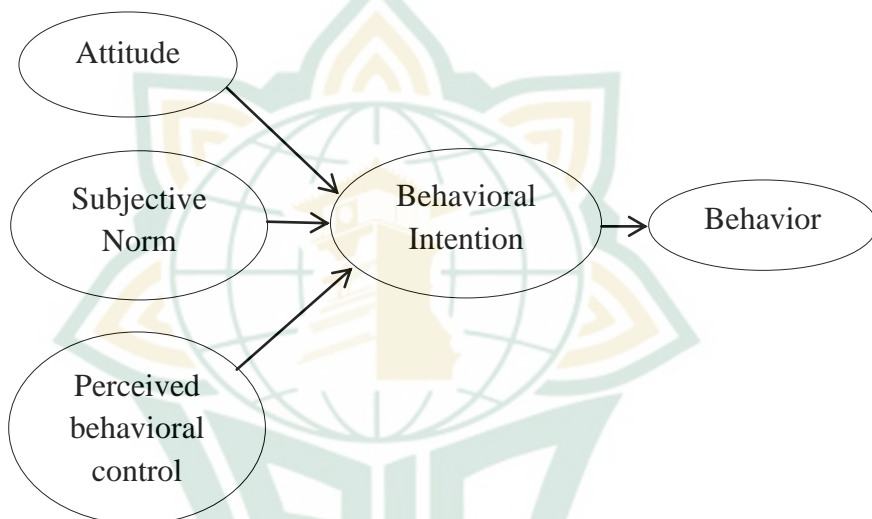 Attitude
Subjective
Norm
Perceived
behavioral
control
Behavioral
Intention
Behavior